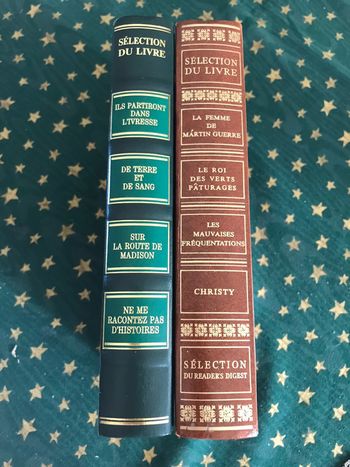 SÉLECTION
DU LIVRE
ILS PARTIRONT
DANS
L'IVRESSE
DE TERRE
ET
DE SANG
SUR
LA ROUTE DE
MADISON
NE ME
RACONTEZ PAS
D'HISTOIRES
SÉLECTION
DU LIVRE
LA FEMME
DE
MARTIN GUERRE
LE ROI
DES VERTS
PÂTURAGES
LES
MAUVAISES
FRÉQUENTATIONS
CHRISTY
SÉLECTION
DU READER'S DIGEST